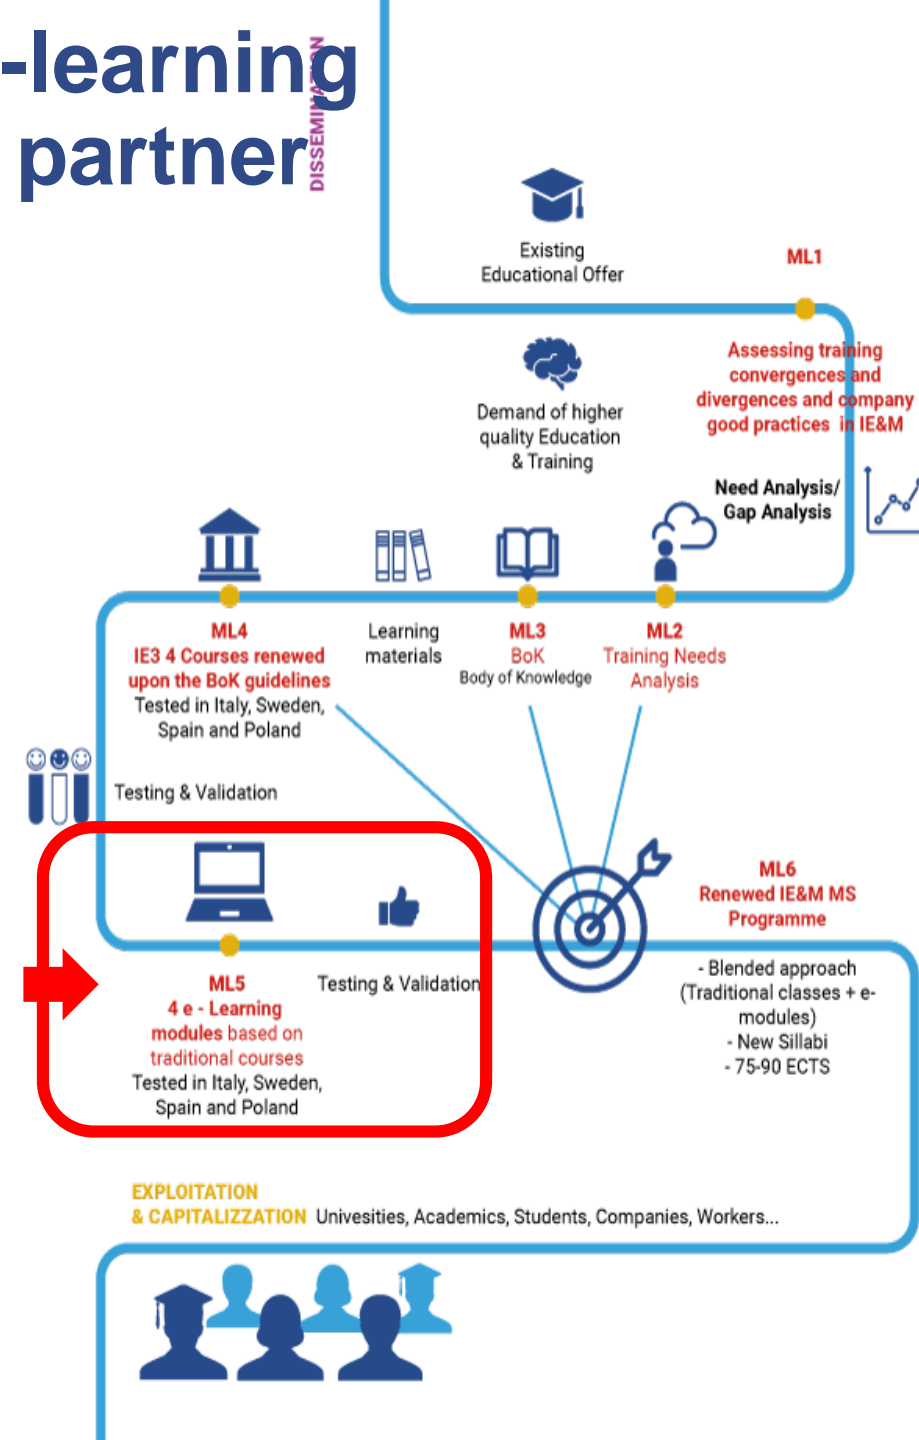 -learning
partner
DISSEMINATION
Existing
Educational Offer
ML1
Assessing training
convergences and
divergences and company
good practices in IE&M
Demand of higher
quality Education
& Training
Need Analysis/
Gap Analysis
ML4
IE3 4 Courses renewed
upon the BoK guidelines
Tested in Italy, Sweden,
Spain and Poland
Learning
materials
ML3
BoK
Body of Knowledge
ML2
Training Needs
Analysis
Testing & Validation
ML5
4 e - Learning
modules based on
traditional courses
Tested in Italy, Sweden,
Spain and Poland
Testing & Validation
ML6
Renewed IE&M MS
Programme
- Blended approach
(Traditional classes + e-
modules)
- New Sillabi
- 75-90 ECTS
EXPLOITATION
& CAPITALIZZATION Univesities, Academics, Students, Companies, Workers...